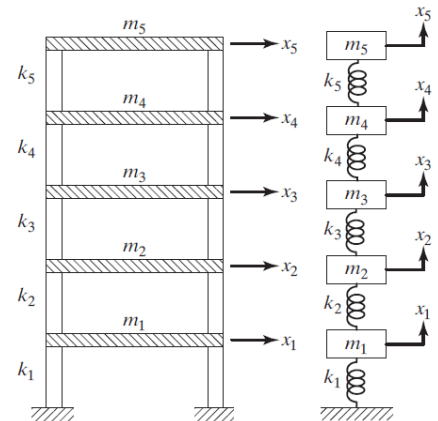 m₅
x₅
k₅
m₄
x₄
k₄
m₃
x₃
k₃
m₂
x₂
k₂
m₁
x₁
k₁
x₅
m₅
k₅
x₄
m₄
k₄
x₃
m₃
k₃
x₂
m₂
k₂
x₁
m₁
k₁